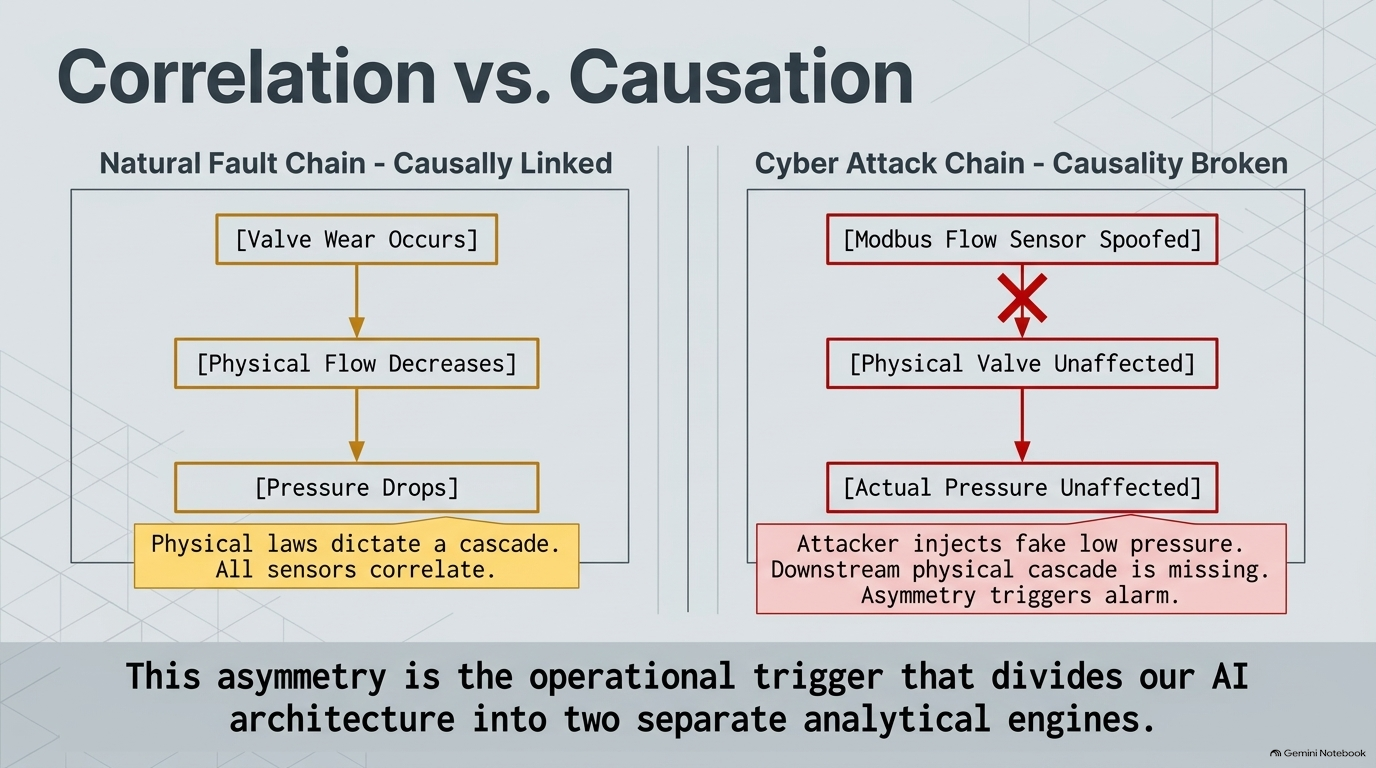 Correlation vs. Causation
Natural Fault Chain - Causally Linked
[Valve Wear Occurs]
[Physical Flow Decreases]
[Pressure Drops]
Physical laws dictate a cascade.
All sensors correlate.
Cyber Attack Chain - Causality Broken
[Modbus Flow Sensor Spoofed]
[Physical Valve Unaffected]
[Actual Pressure Unaffected]
Attacker injects fake low pressure.
Downstream physical cascade is missing.
Asymmetry triggers alarm.
This asymmetry is the operational trigger that divides our AI
architecture into two separate analytical engines.
Gemini Notebook